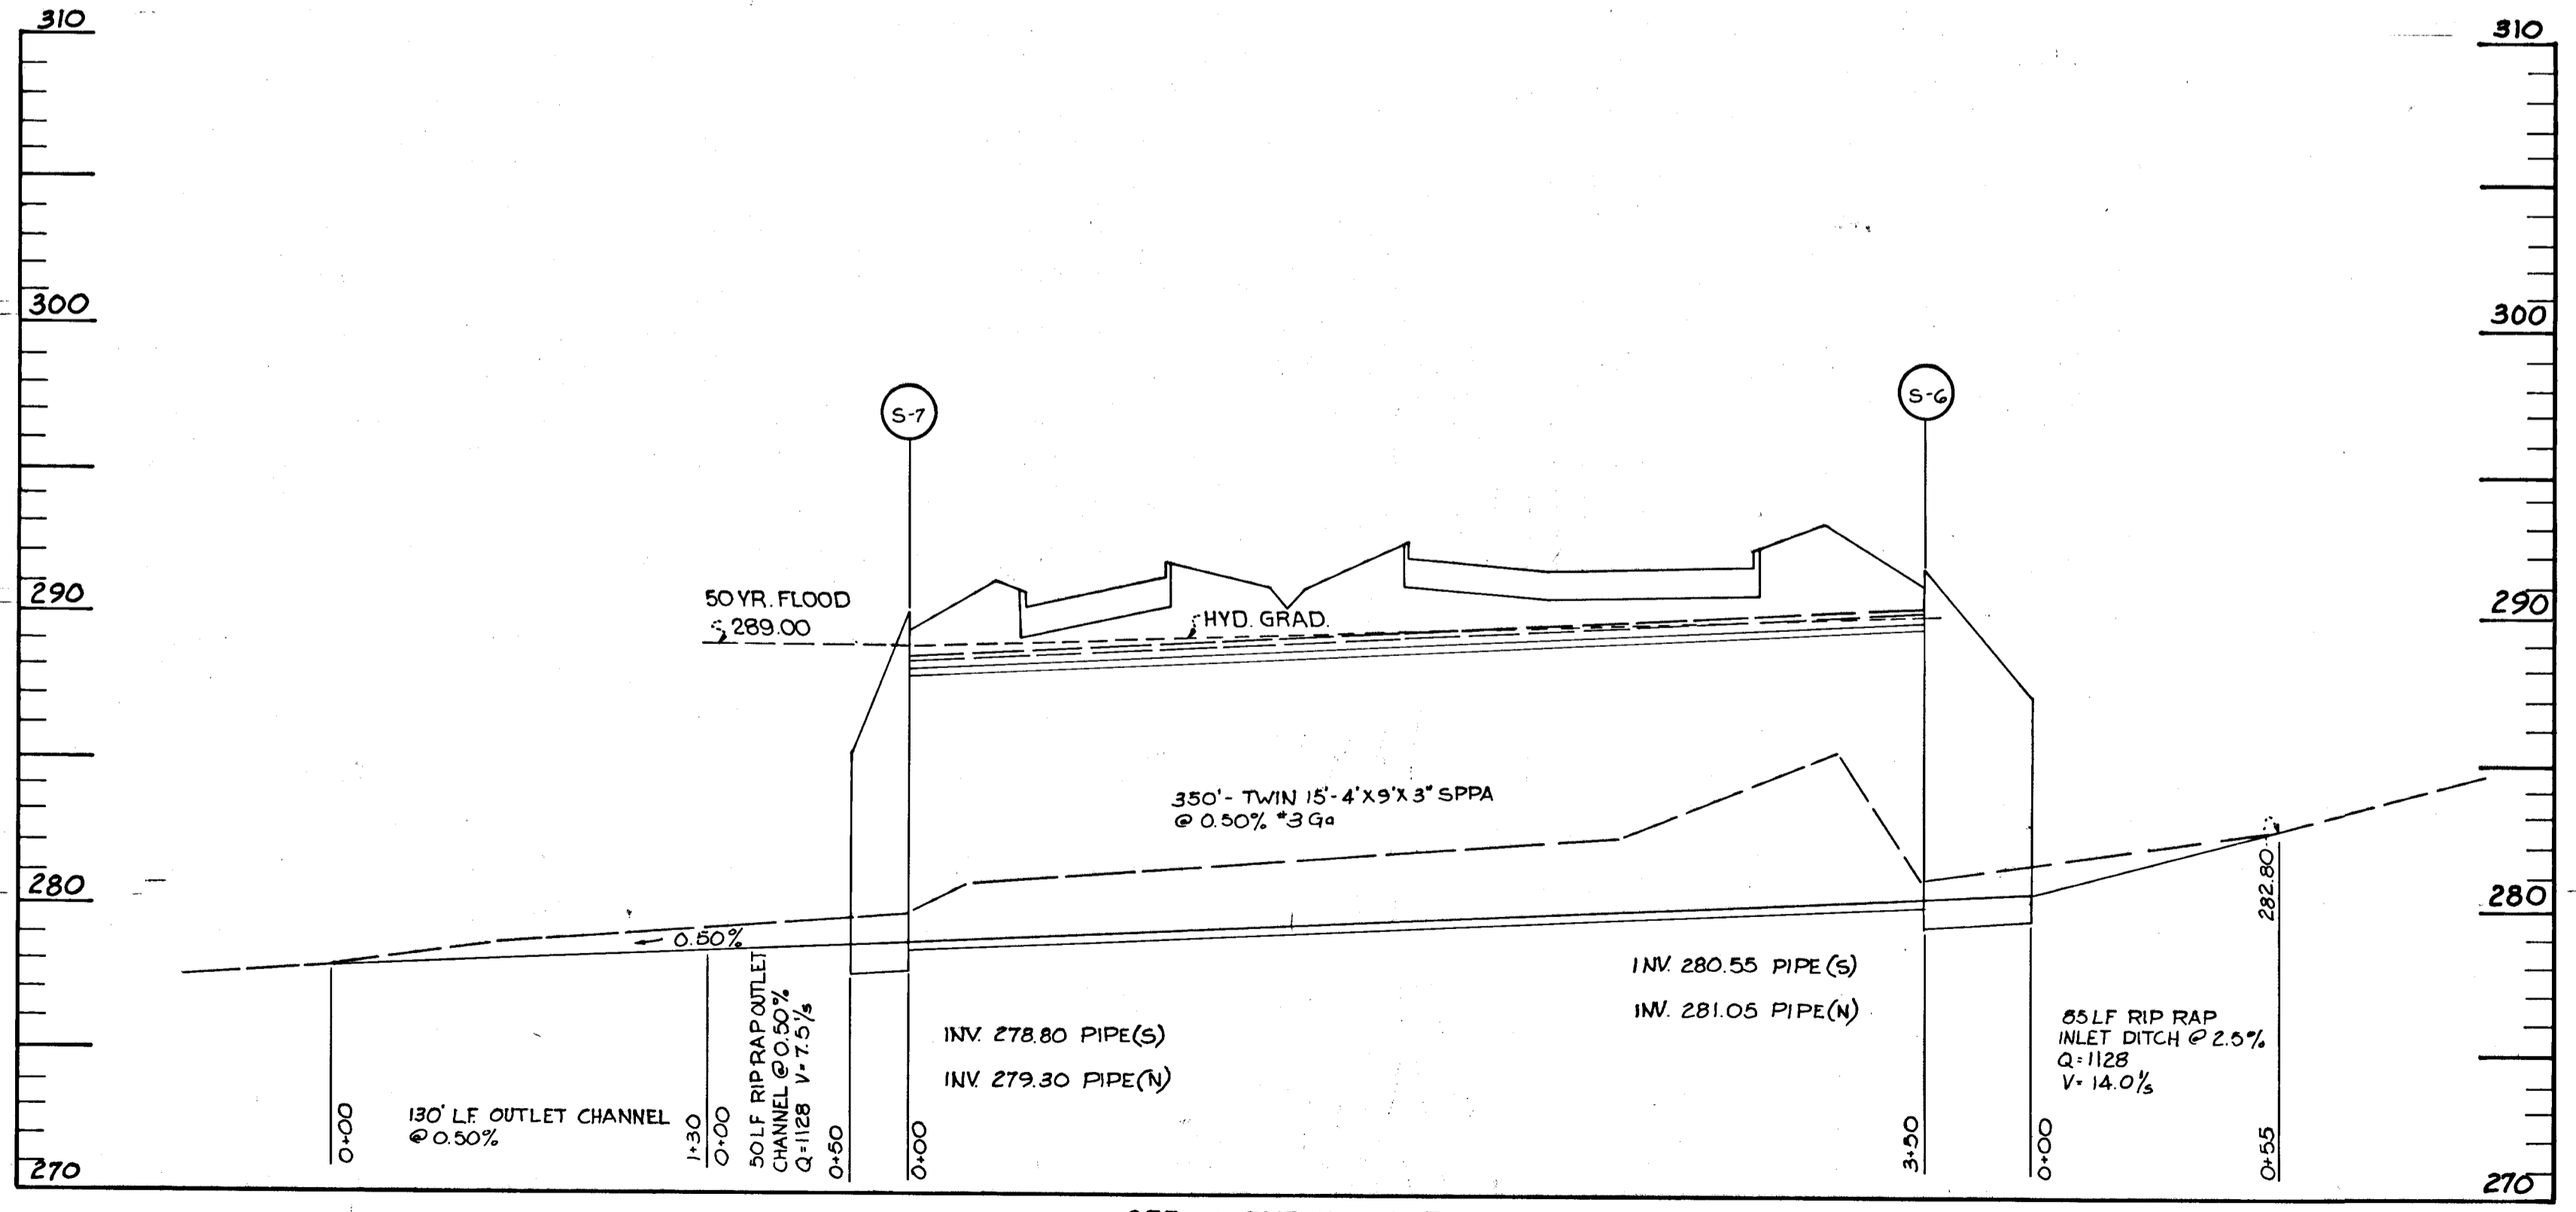 310
310
300
300
S-7
S-6
290
290
50 YR. FLOOD
289.00
HYD. GRAD.
350'- TWIN 15'-4"X9'X3" SPPA
@ 0.50% #3 Ga
280
280
282.80
0.50%
50 LF RIP RAP OUTLET
CHANNEL @ 0.50%
Q=1128 V=7.5'/s
INV. 278.80 PIPE(S)
INV. 279.30 PIPE(N)
INV. 280.55 PIPE(S)
INV. 281.05 PIPE(N)
85 LF RIP RAP
INLET DITCH @ 2.5%
Q=1128
V= 14.0'/s
130' L.F. OUTLET CHANNEL
@ 0.50%
0+00
1+30
0+00
0+50
0+00
3+50
0+00
0+55
270
270